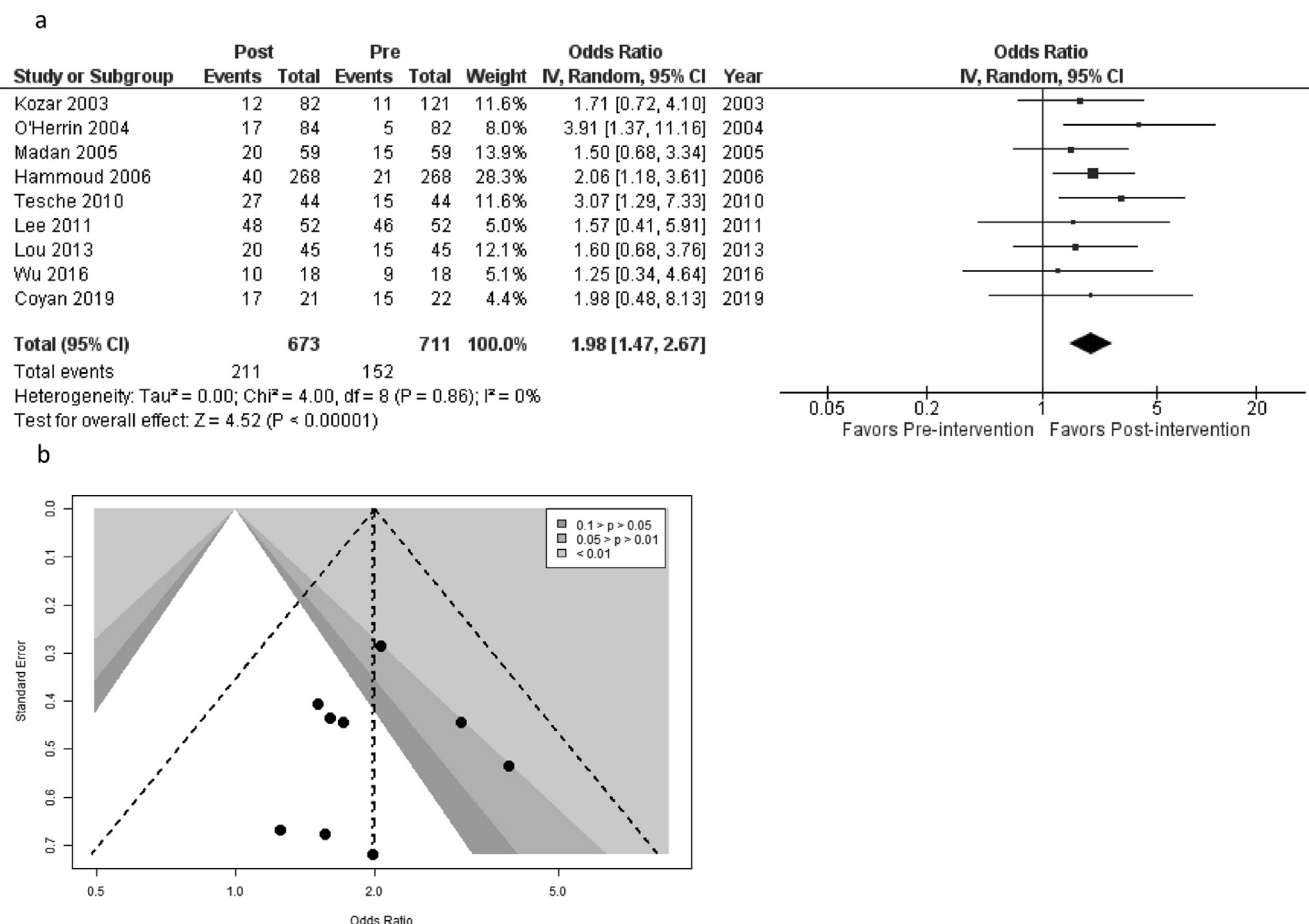 a
Post Pre Odds Ratio Odds Ratio
Study or Subgroup Events Total Events Total Weight IV, Random, 95% CI Year IV, Random, 95% CI
Kozar 2003 12 82 11 121 11.6% 1.71 [0.72, 4.10] 2003
O'Herrin 2004 17 84 5 82 8.0% 3.91 [1.37, 11.16] 2004
Madan 2005 20 59 15 59 13.9% 1.50 [0.68, 3.34] 2005
Hammoud 2006 40 268 21 268 28.3% 2.06 [1.18, 3.61] 2006
Tesche 2010 27 44 15 44 11.6% 3.07 [1.29, 7.33] 2010
Lee 2011 48 52 46 52 5.0% 1.57 [0.41, 5.91] 2011
Lou 2013 20 45 15 45 12.1% 1.60 [0.68, 3.76] 2013
Wu 2016 10 18 9 18 5.1% 1.25 [0.34, 4.64] 2016
Coyan 2019 17 21 15 22 4.4% 1.98 [0.48, 8.13] 2019
Total (95% CI) 673 711 100.0% 1.98 [1.47, 2.67]
Total events 211 152
Heterogeneity: Tau² = 0.00; Chi² = 4.00, df = 8 (P = 0.86); I² = 0%
Test for overall effect: Z = 4.52 (P < 0.00001)
0.05 0.2 1 5 20
Favors Pre-intervention Favors Post-intervention
b
0.1 > p > 0.05
0.05 > p > 0.01
< 0.01
Standard Error
0.0
0.1
0.2
0.3
0.4
0.5
0.6
0.7
0.5 1.0 2.0 5.0
Odds Ratio